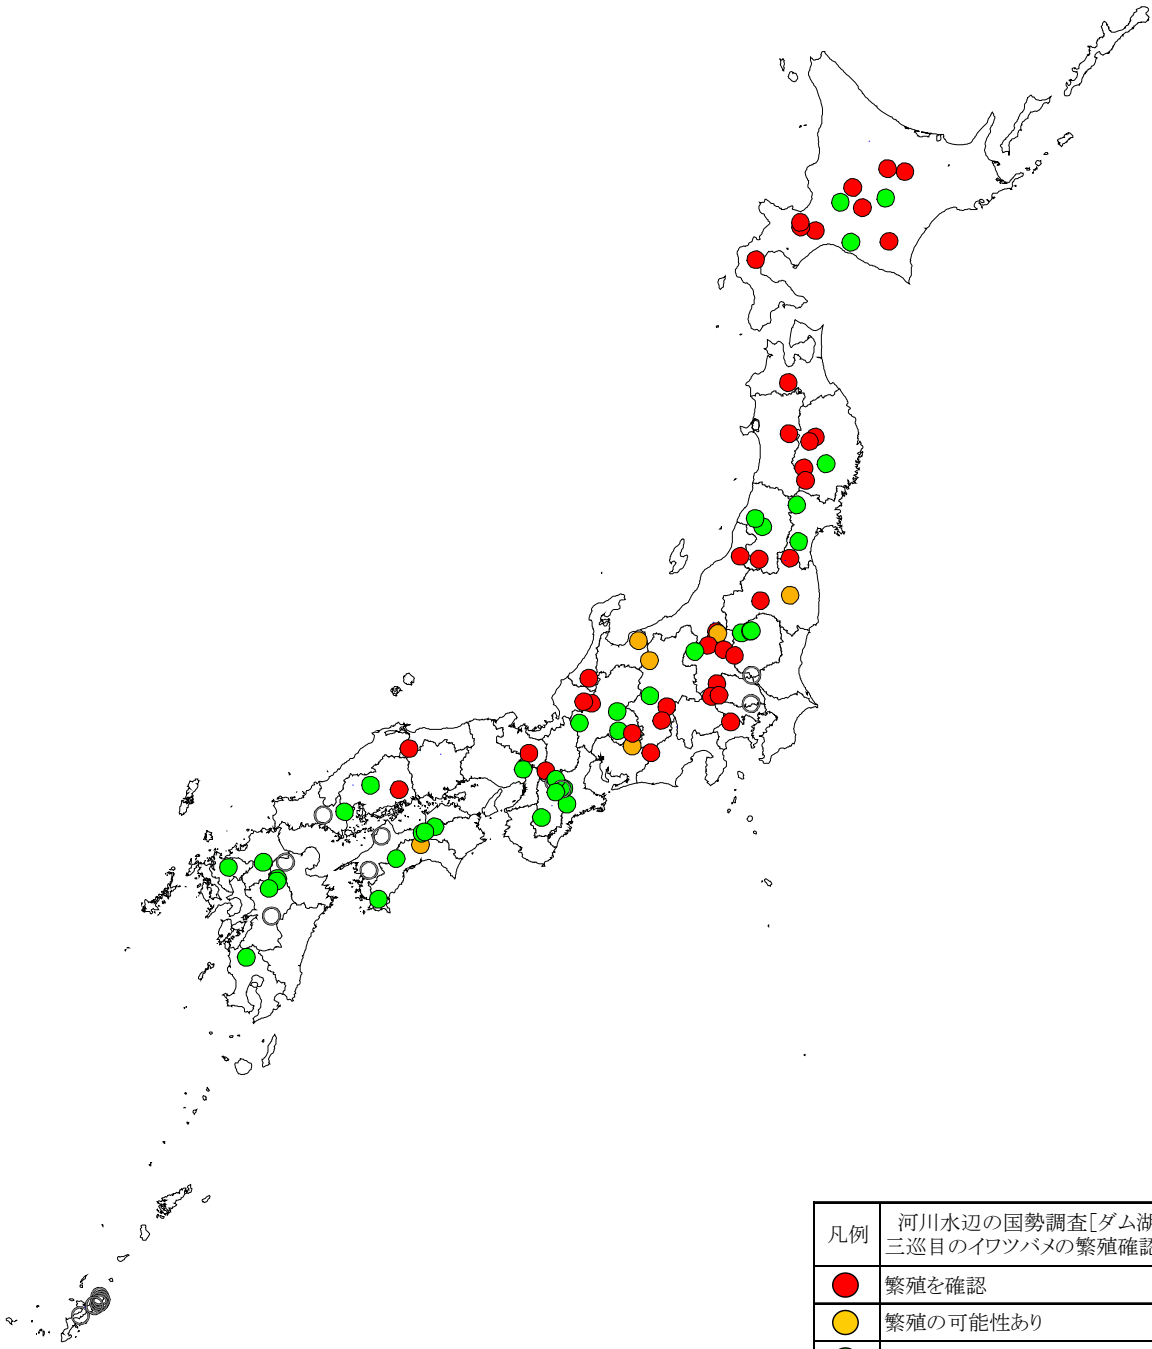 凡例
河川水辺の国勢調査[ダム湖
三巡目のイワツバメの繁殖確認
繁殖を確認
繁殖の可能性あり